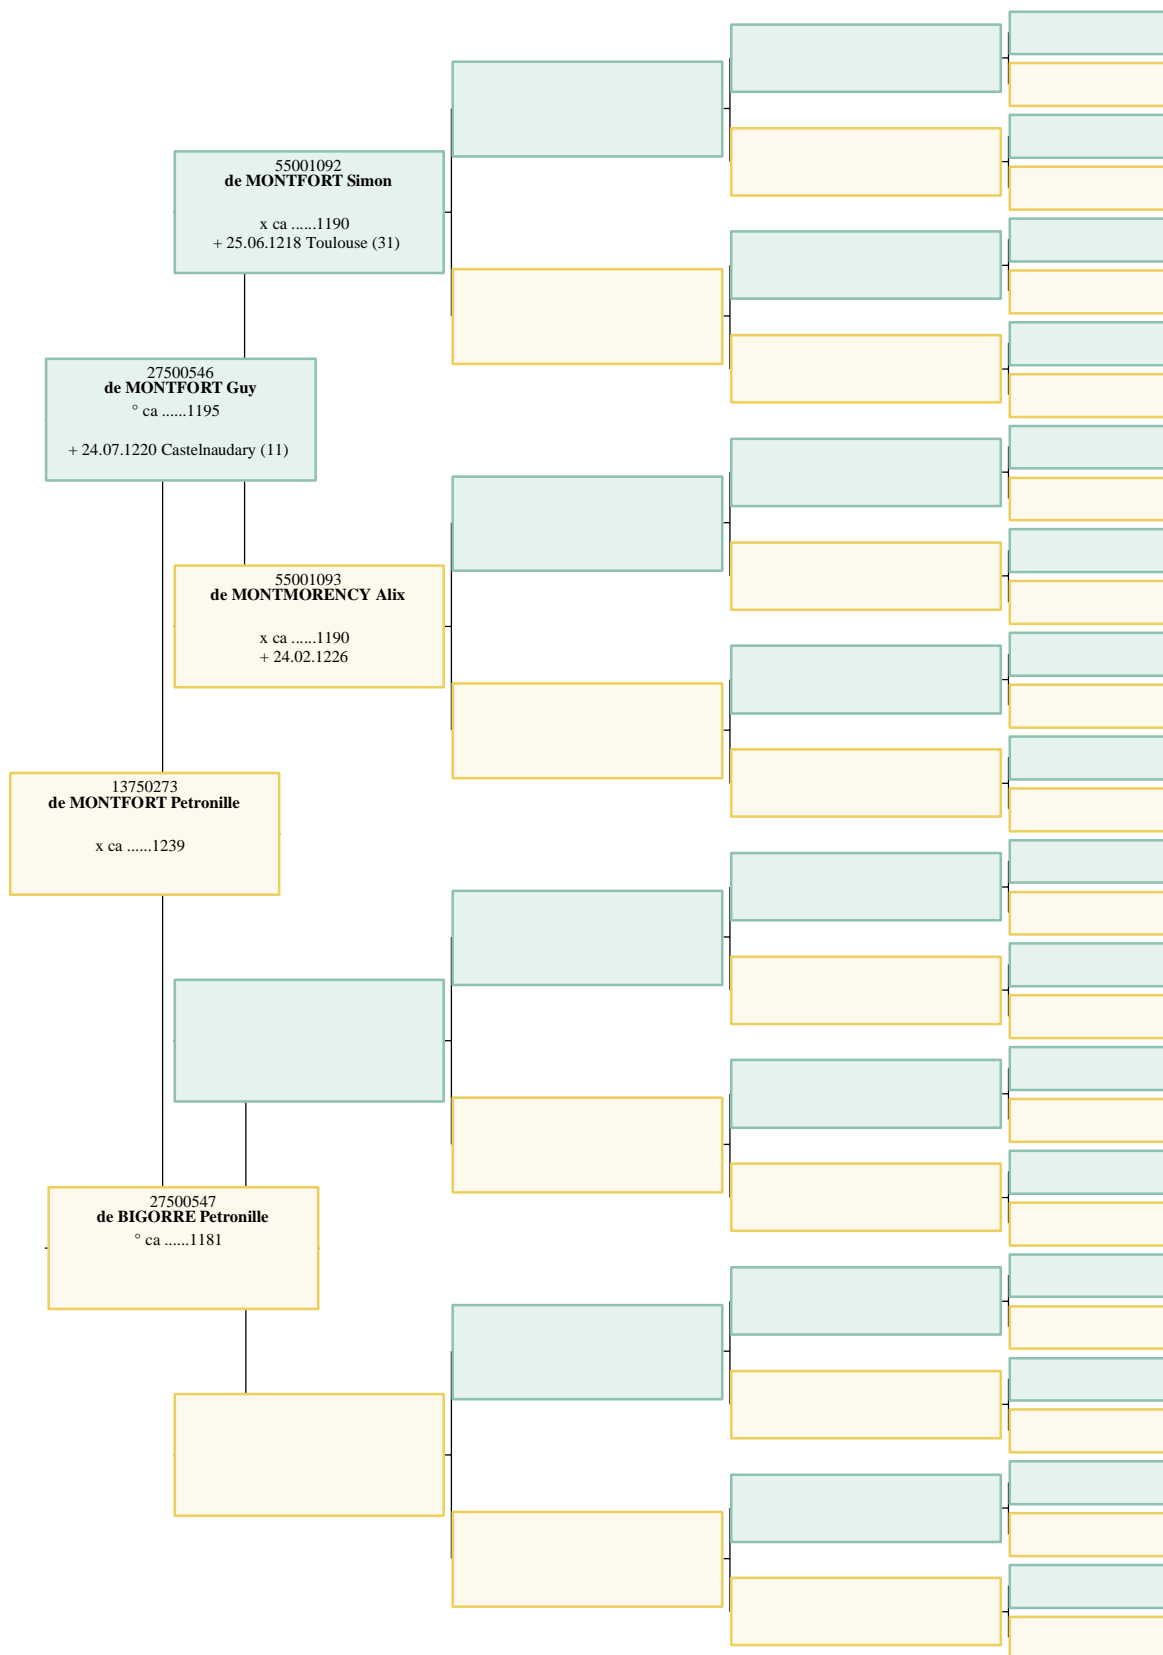 55001092
de MONTFORT Simon
x ca ......1190
+ 25.06.1218 Toulouse (31)
27500546
de MONTFORT Guy
° ca ......1195
+ 24.07.1220 Castelnaudary (11)
55001093
de MONTMORENCY Alix
x ca ......1190
+ 24.02.1226
13750273
de MONTFORT Petronille
x ca ......1239
27500547
de BIGORRE Petronille
° ca ......1181